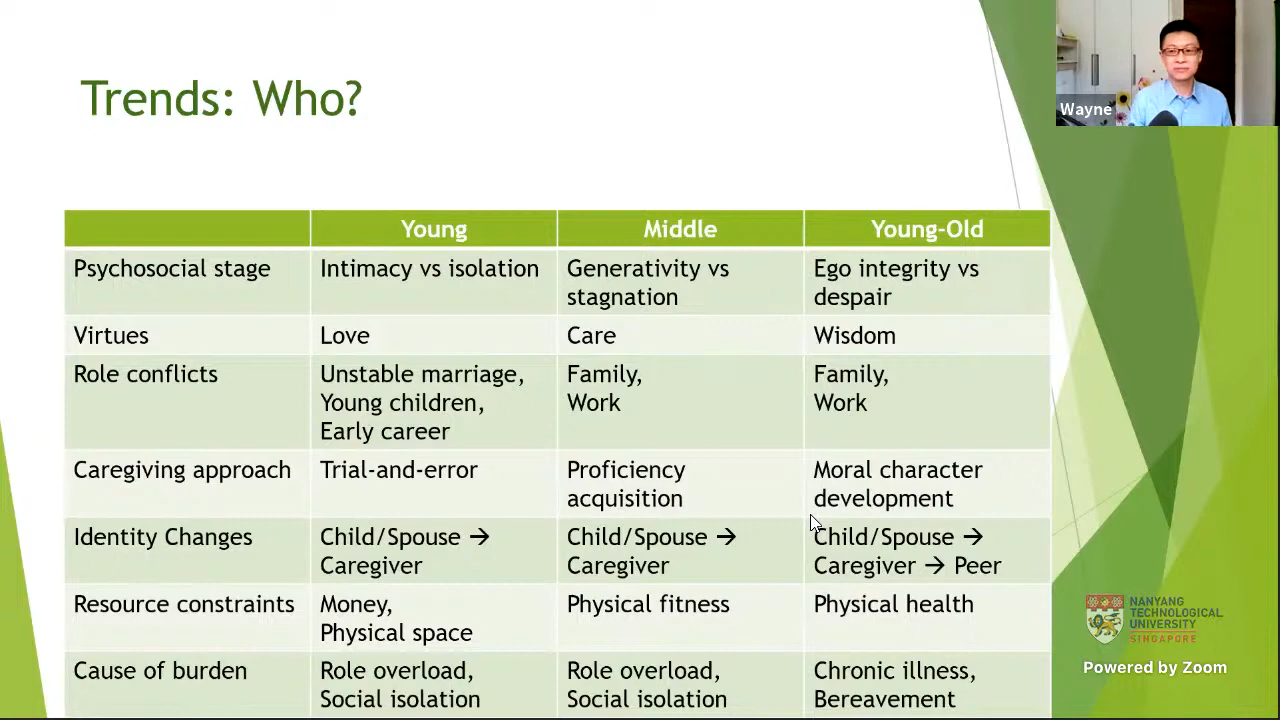 Trends: Who?
Wayne
Young Middle Young-Old
Psychosocial stage Intimacy vs isolation Generativity vs Ego integrity vs
stagnation despair
Virtues Love Care Wisdom
Role conflicts Unstable marriage, Family, Family,
Young children, Work Work
Early career
Caregiving approach Trial-and-error Proficiency Moral character
acquisition development
Identity Changes Child/Spouse → Child/Spouse → Child/Spouse →
Caregiver Caregiver Caregiver → Peer
Resource constraints Money, Physical fitness Physical health
Physical space
Cause of burden Role overload, Role overload, Chronic illness,
Social isolation Social isolation Bereavement
NANYANG
TECHNOLOGICAL
UNIVERSITY
SINGAPORE
Powered by Zoom